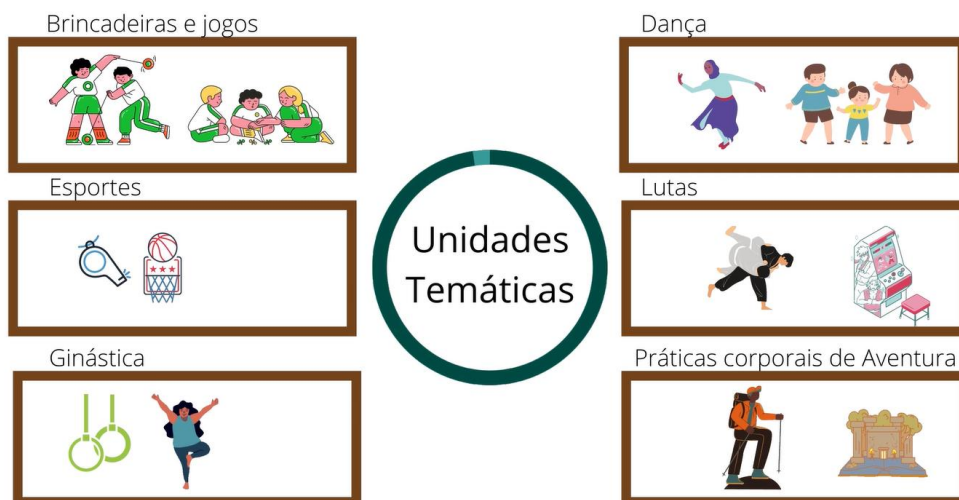 Brincadeiras e jogos
Dança
Esportes
Lutas
Unidades
Temáticas
Ginástica
Práticas corporais de Aventura